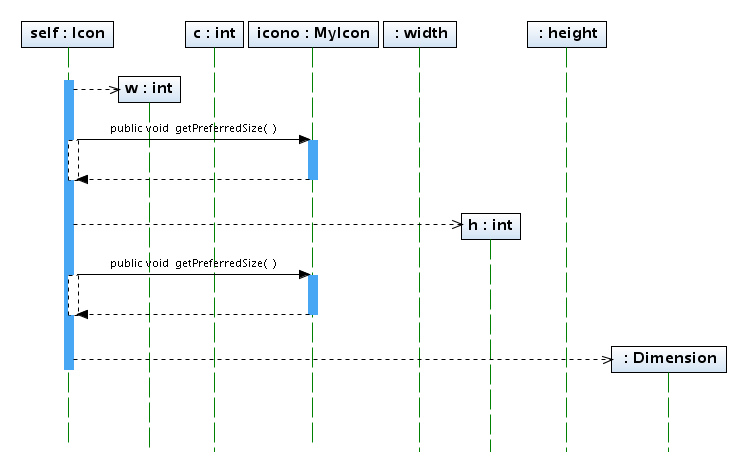 self : Icon
c : int
icono : MyIcon
: width
: height
w : int
public void getPreferredSize( )
h : int
public void getPreferredSize( )
: Dimension